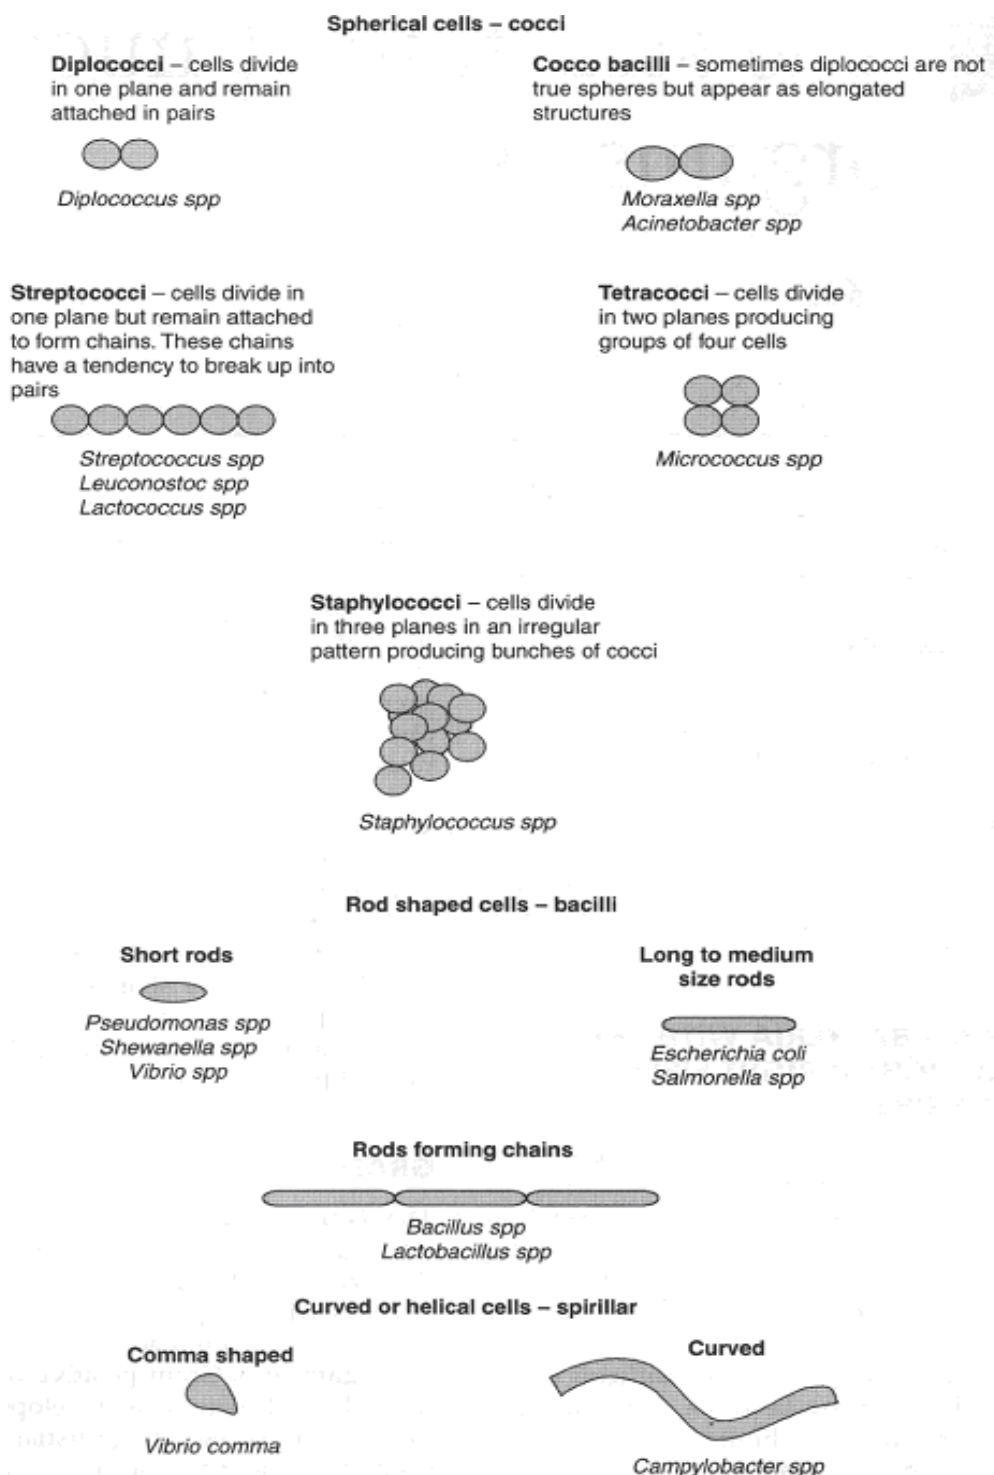 Spherical cells – cocci
Diplococci – cells divide
in one plane and remain
attached in pairs
Diplococcus spp
Cocco bacilli – sometimes diplococci are not
true spheres but appear as elongated
structures
Moraxella spp
Acinetobacter spp
Streptococci – cells divide in
one plane but remain attached
to form chains. These chains
have a tendency to break up into
pairs
Streptococcus spp
Leuconostoc spp
Lactococcus spp
Tetracocci – cells divide
in two planes producing
groups of four cells
Micrococcus spp
Staphylococci – cells divide
in three planes in an irregular
pattern producing bunches of cocci
Staphylococcus spp
Rod shaped cells – bacilli
Short rods
Pseudomonas spp
Shewanella spp
Vibrio spp
Long to medium
size rods
Escherichia coli
Salmonella spp
Rods forming chains
Bacillus spp
Lactobacillus spp
Curved or helical cells – spirillar
Comma shaped
Vibrio comma
Curved
Campylobacter spp